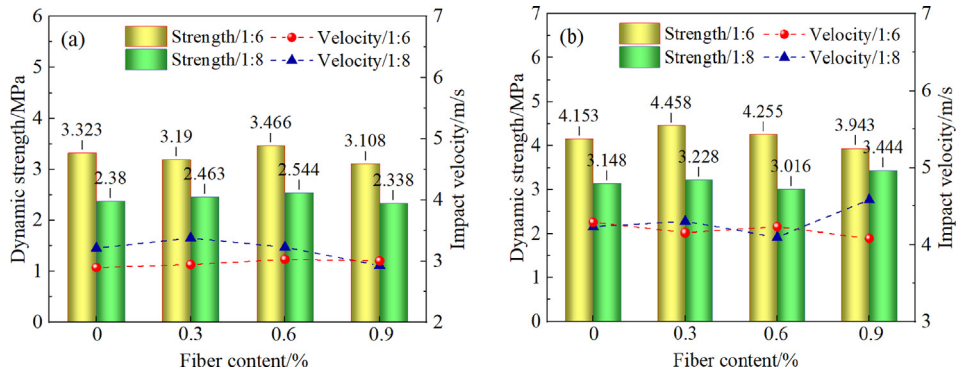 (a)
Strength/1:6 Velocity/1:6
Strength/1:8 Velocity/1:8
Dynamic strength/MPa
6
5
4
3
2
1
0
3.323 3.19 3.466 3.108
2.38 2.463 2.544 2.338
0 0.3 0.6 0.9
Fiber content/%
7
6
5
4
3
2
Impact velocity/m/s
(b)
Strength/1:6 Velocity/1:6
Strength/1:8 Velocity/1:8
Dynamic strength/MPa
7
6
5
4
3
2
1
0
4.153 4.458 4.255 3.943
3.148 3.228 3.016 3.444
0 0.3 0.6 0.9
Fiber content/%
7
6
5
4
3
Impact velocity/m/s